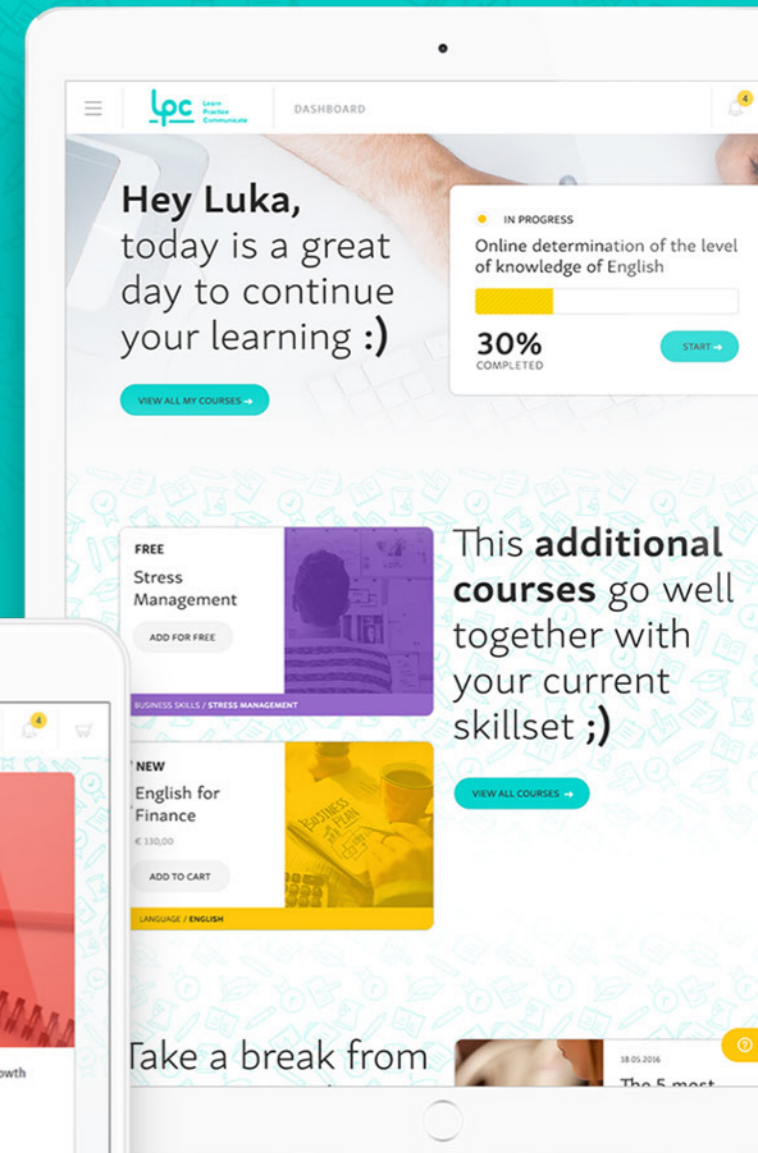 4
lpc
Learn
Practice
Communicate
DASHBOARD
Hey Luka,
today is a great
day to continue
your learning :)
VIEW ALL MY COURSES →
IN PROGRESS
Online determination of the level
of knowledge of English
30%
COMPLETED
START →
FREE
Stress
Management
ADD FOR FREE
BUSINESS SKILLS / STRESS MANAGEMENT
This additional
courses go well
together with
your current
skillset ;)
VIEW ALL COURSES →
NEW
English for
Finance
€ 130,00
ADD TO CART
BUSINESS
PLAN
LANGUAGE / ENGLISH
4
Take a break from
18.05.2016
The 5 most
?